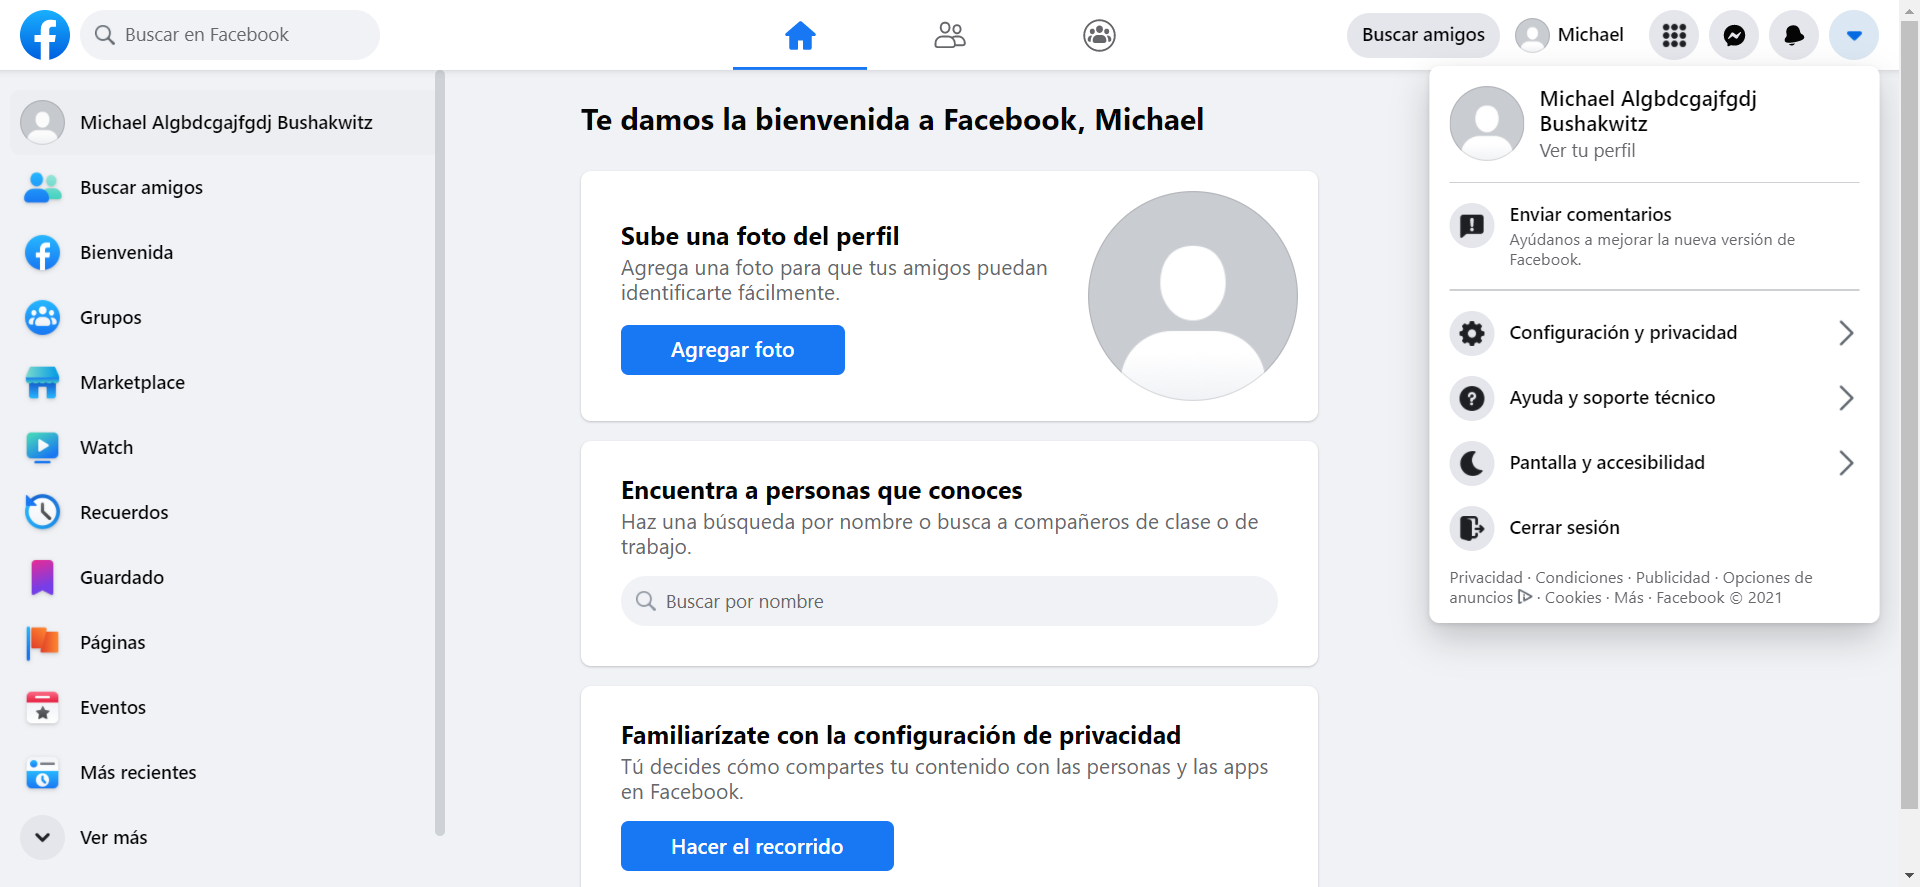 Buscar en Facebook
Buscar amigos
Michael
Michael Algbdcgajfgdj Bushakwitz
Buscar amigos
Bienvenida
Grupos
Marketplace
Watch
Recuerdos
Guardado
Páginas
Eventos
Más recientes
Ver más
Te damos la bienvenida a Facebook, Michael
Sube una foto del perfil
Agrega una foto para que tus amigos puedan
identificarte fácilmente.
Agregar foto
Encuentra a personas que conoces
Haz una búsqueda por nombre o busca a compañeros de clase o de
trabajo.
Buscar por nombre
Familiarízate con la configuración de privacidad
Tú decides cómo compartes tu contenido con las personas y las apps
en Facebook.
Hacer el recorrido
Michael Algbdcgajfgdj
Bushakwitz
Ver tu perfil
Enviar comentarios
Ayúdanos a mejorar la nueva versión de
Facebook.
Configuración y privacidad
Ayuda y soporte técnico
Pantalla y accesibilidad
Cerrar sesión
Privacidad · Condiciones · Publicidad · Opciones de
anuncios · Cookies · Más · Facebook © 2021